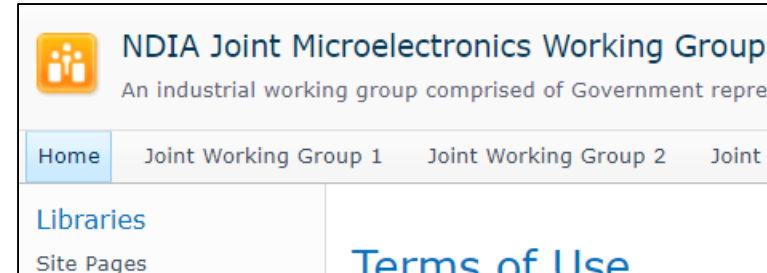 NDIA Joint Microelectronics Working Group
An industrial working group comprised of Government repre
Home Joint Working Group 1 Joint Working Group 2 Joint
Libraries
Site Pages
Terms of Use